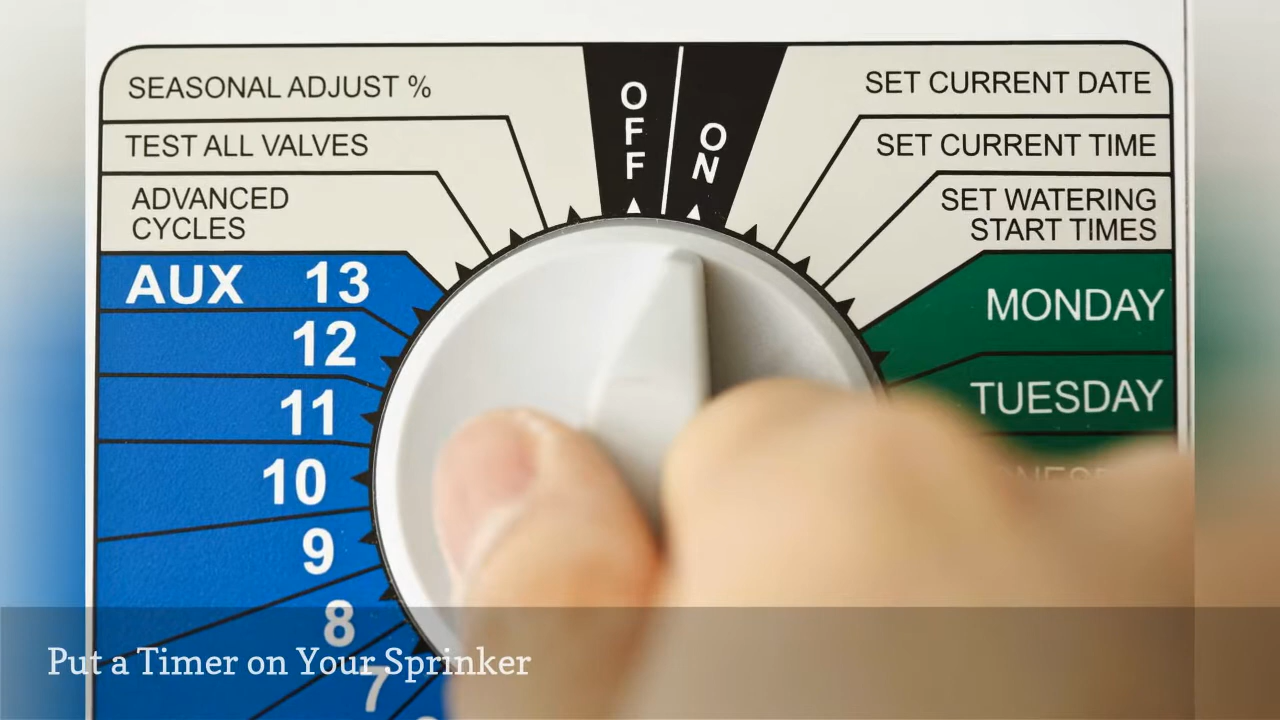 SEASONAL ADJUST %
TEST ALL VALVES
ADVANCED
CYCLES
AUX 13
12
11
10
9
8
7
OFF
ON
SET CURRENT DATE
SET CURRENT TIME
SET WATERING
START TIMES
MONDAY
TUESDAY
Put a Timer on Your Sprinker